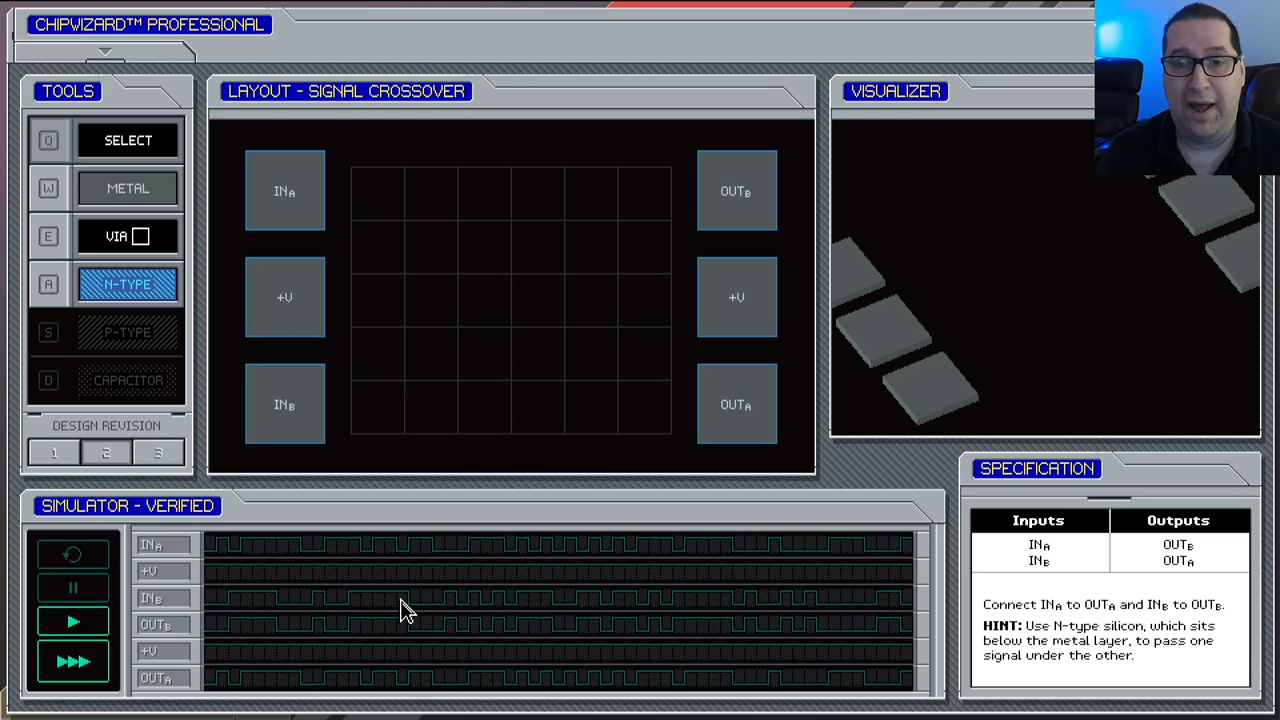 CHIPWIZARD™ PROFESSIONAL
TOOLS
Q SELECT
W METAL
E VIA
A N-TYPE
S P-TYPE
D CAPACITOR
DESIGN REVISION
1 2 3
LAYOUT - SIGNAL CROSSOVER
INA OUTB
+V +V
INB OUTA
VISUALIZER
SIMULATOR - VERIFIED
INA
+V
INB
OUTB
+V
OUTA
SPECIFICATION
Inputs Outputs
INA OUTB
INB OUTA
Connect INA to OUTA and INB to OUTB.
HINT: Use N-type silicon, which sits
below the metal layer, to pass one
signal under the other.